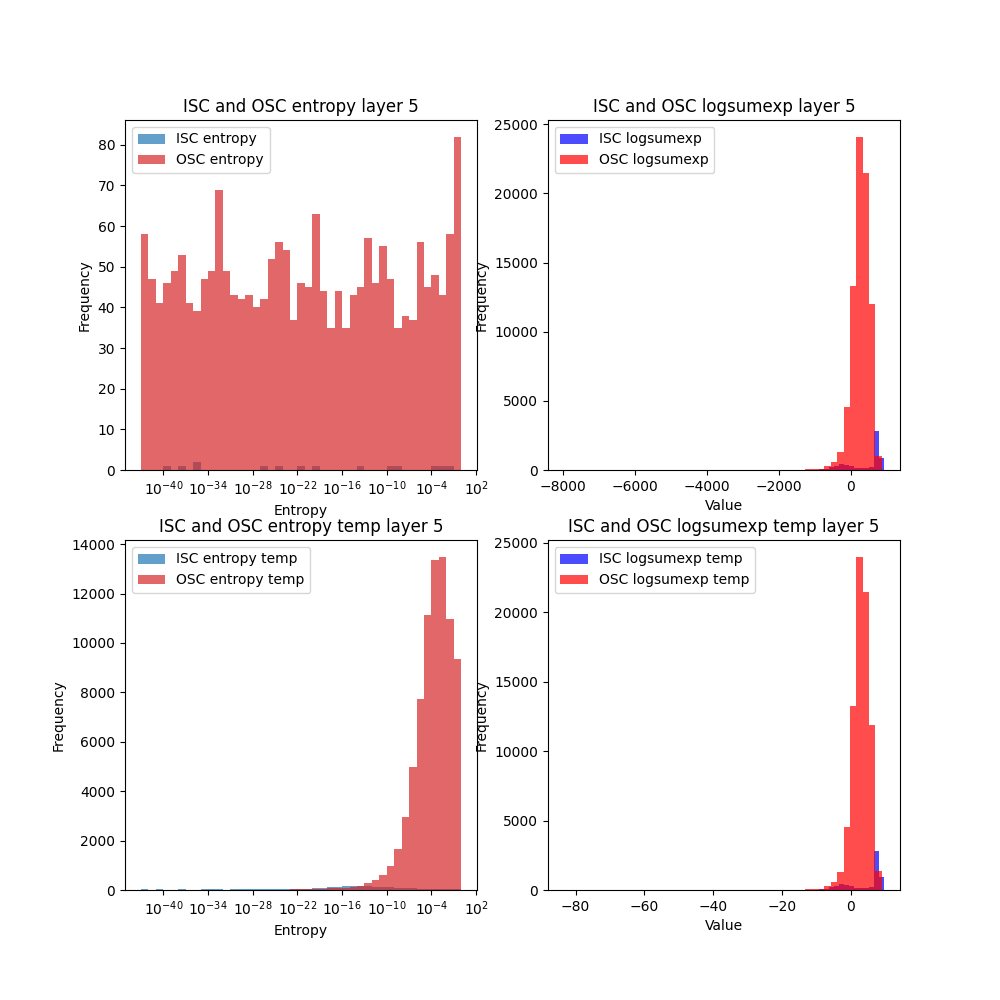 ISC and OSC entropy layer 5
ISC entropy
OSC entropy
Frequency
80
70
60
50
40
30
20
10
0
10⁻⁴⁰ 10⁻³⁴ 10⁻²⁸ 10⁻²² 10⁻¹⁶ 10⁻¹⁰ 10⁻⁴ 10²
Entropy
ISC and OSC logsumexp layer 5
ISC logsumexp
OSC logsumexp
Frequency
25000
20000
15000
10000
5000
0
−8000 −6000 −4000 −2000 0
Value
ISC and OSC entropy temp layer 5
ISC entropy temp
OSC entropy temp
Frequency
14000
12000
10000
8000
6000
4000
2000
0
10⁻⁴⁰ 10⁻³⁴ 10⁻²⁸ 10⁻²² 10⁻¹⁶ 10⁻¹⁰ 10⁻⁴ 10²
Entropy
ISC and OSC logsumexp temp layer 5
ISC logsumexp temp
OSC logsumexp temp
Frequency
25000
20000
15000
10000
5000
0
−80 −60 −40 −20 0
Value